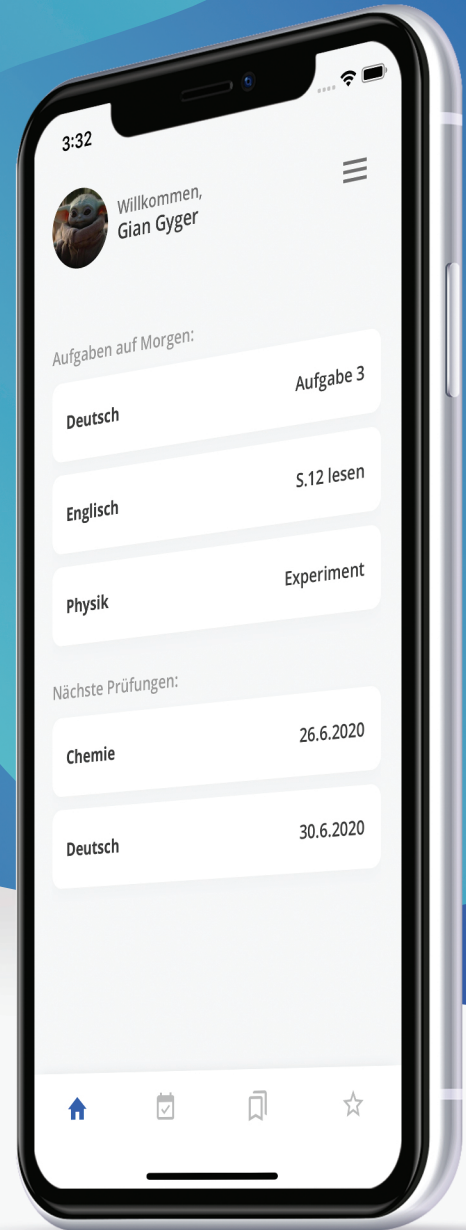 3:32
Willkommen,
Gian Gyger
Aufgaben auf Morgen:
Deutsch Aufgabe 3
Englisch S.12 lesen
Physik Experiment
Nächste Prüfungen:
Chemie 26.6.2020
Deutsch 30.6.2020